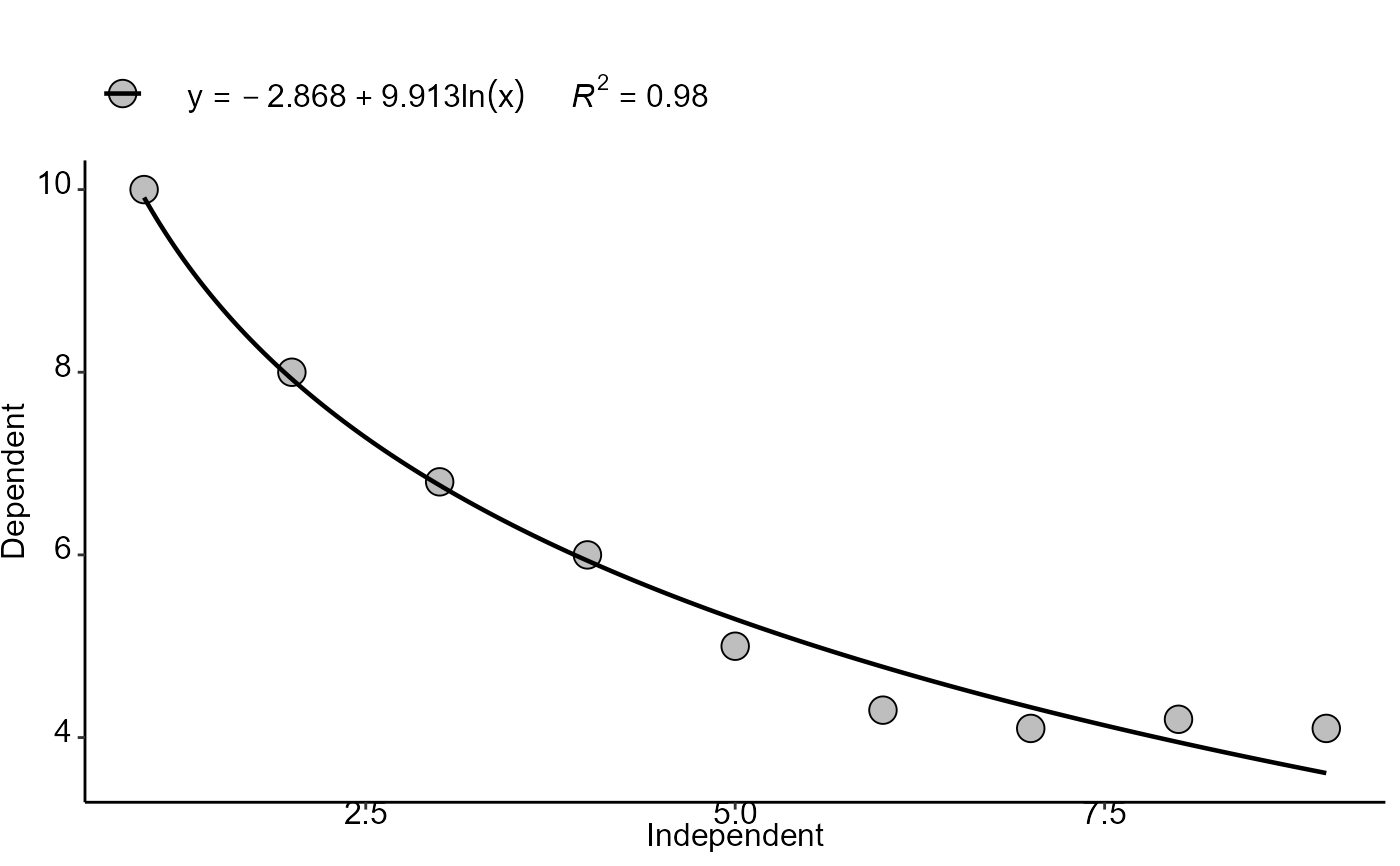 y = − 2.868 + 9.913ln(x) R² = 0.98
10
8
6
4
Dependent
2.5 5.0 7.5
Independent